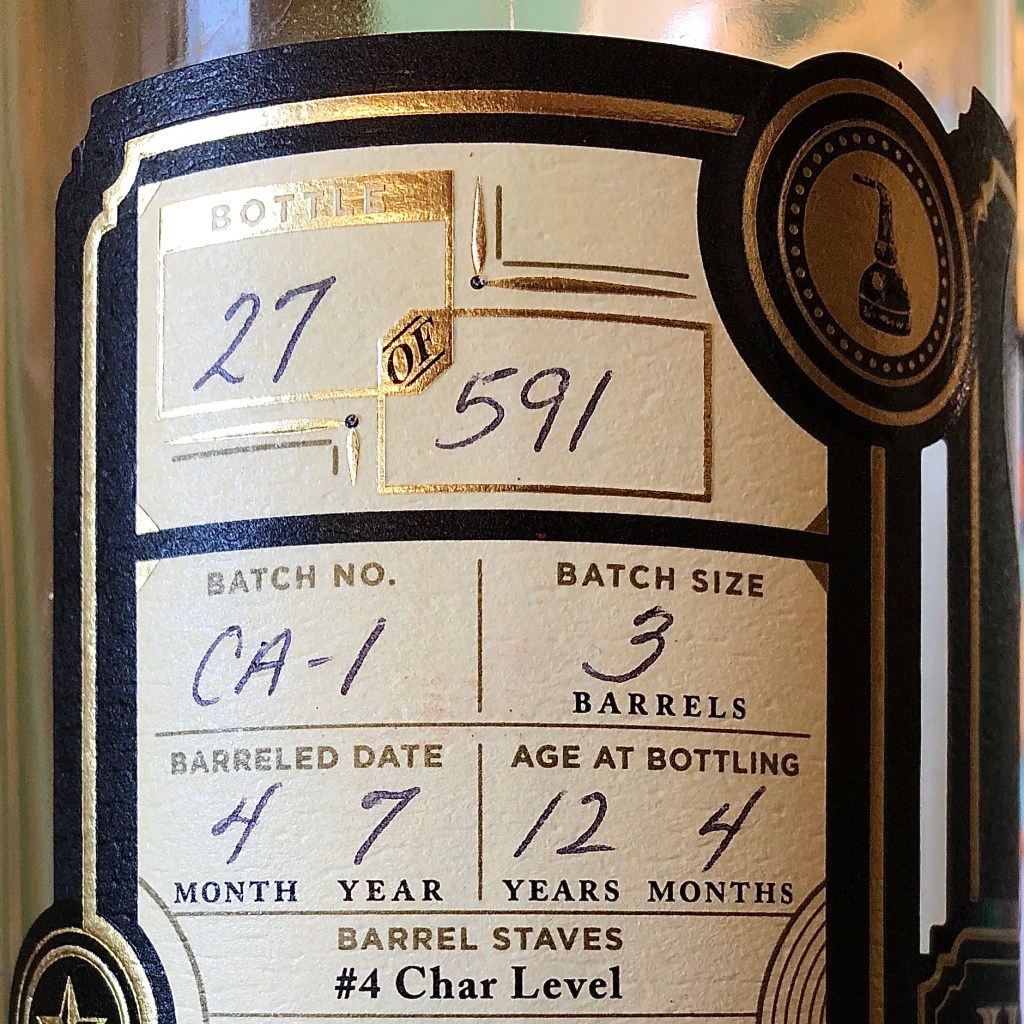 BOTTLE
27
OF
591
BATCH NO.
CA-1
BATCH SIZE
3
BARRELS
BARRELED DATE
4 7
MONTH YEAR
AGE AT BOTTLING
12 4
YEARS MONTHS
BARREL STAVES
#4 Char Level